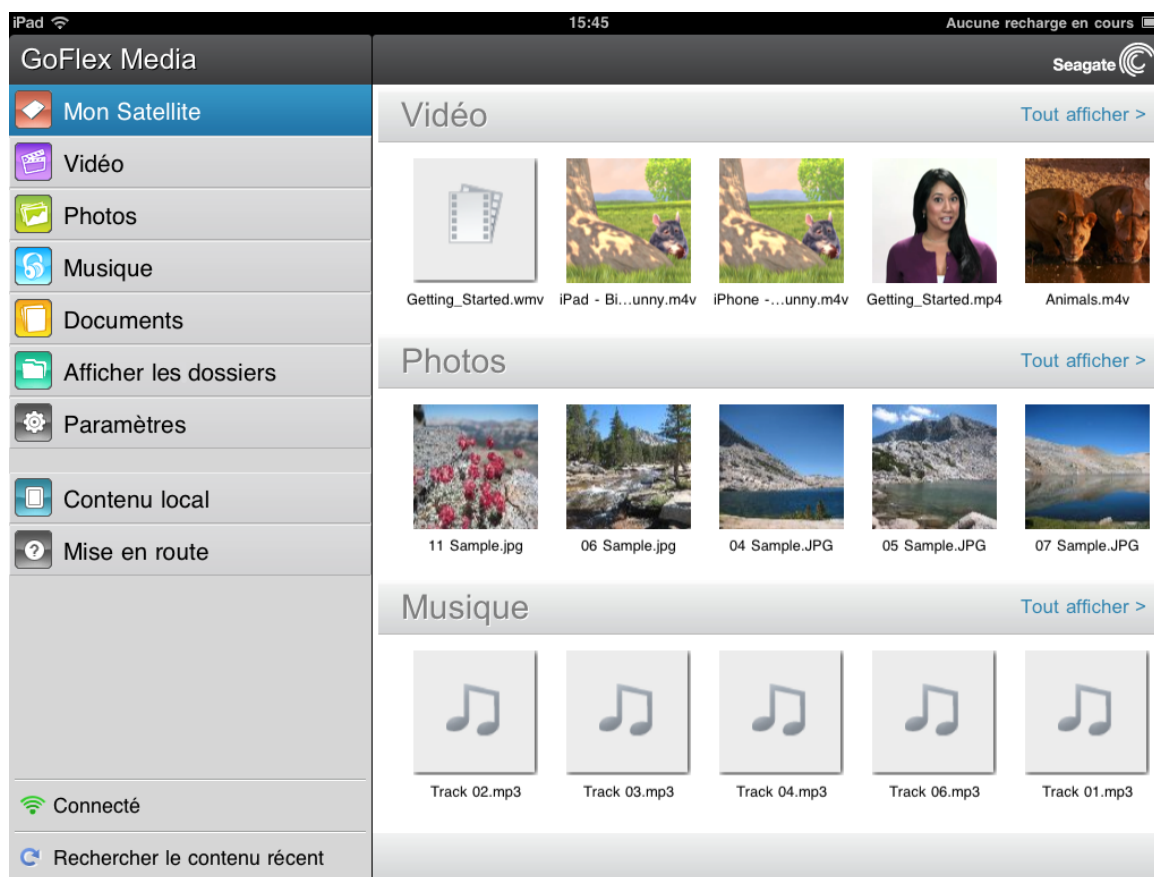 iPad 15:45 Aucune recharge en cours
GoFlex Media
Seagate
Mon Satellite
Vidéo
Photos
Musique
Documents
Afficher les dossiers
Paramètres
Contenu local
Mise en route
Connecté
Rechercher le contenu récent
Vidéo Tout afficher >
Getting_Started.wmv iPad - Bi...unny.m4v iPhone -...unny.m4v Getting_Started.mp4 Animals.m4v
Photos Tout afficher >
11 Sample.jpg 06 Sample.jpg 04 Sample.JPG 05 Sample.JPG 07 Sample.JPG
Musique Tout afficher >
Track 02.mp3 Track 03.mp3 Track 04.mp3 Track 06.mp3 Track 01.mp3